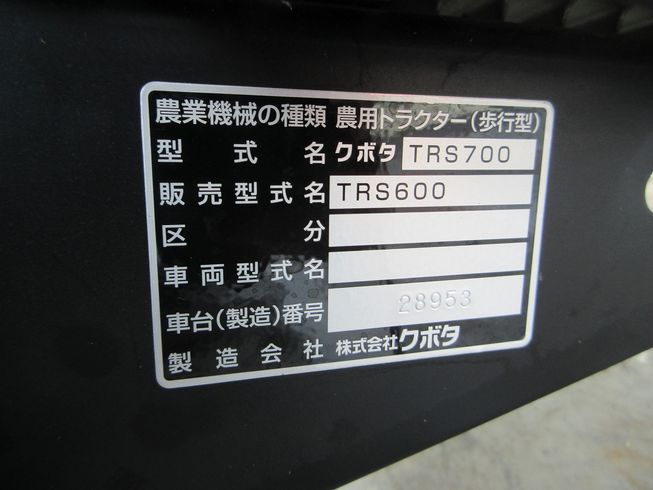 農業機械の種類 農用トラクター(歩行型)
型式名 クボタ TRS700
販売型式名 TRS600
区分
車両型式名
車台(製造)番号 28953
製造会社 株式会社クボタ